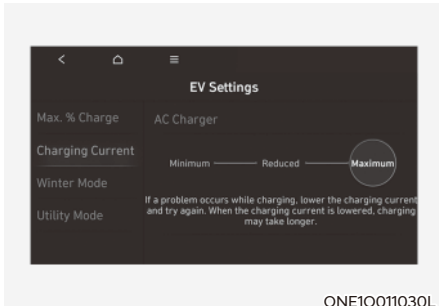 EV Settings
Max. % Charge
AC Charger
Charging Current
Minimum Reduced Maximum
Winter Mode
If a problem occurs while charging, lower the charging current
and try again. When the charging current is lowered, charging
may take longer.
Utility Mode
ONE1Q011030L